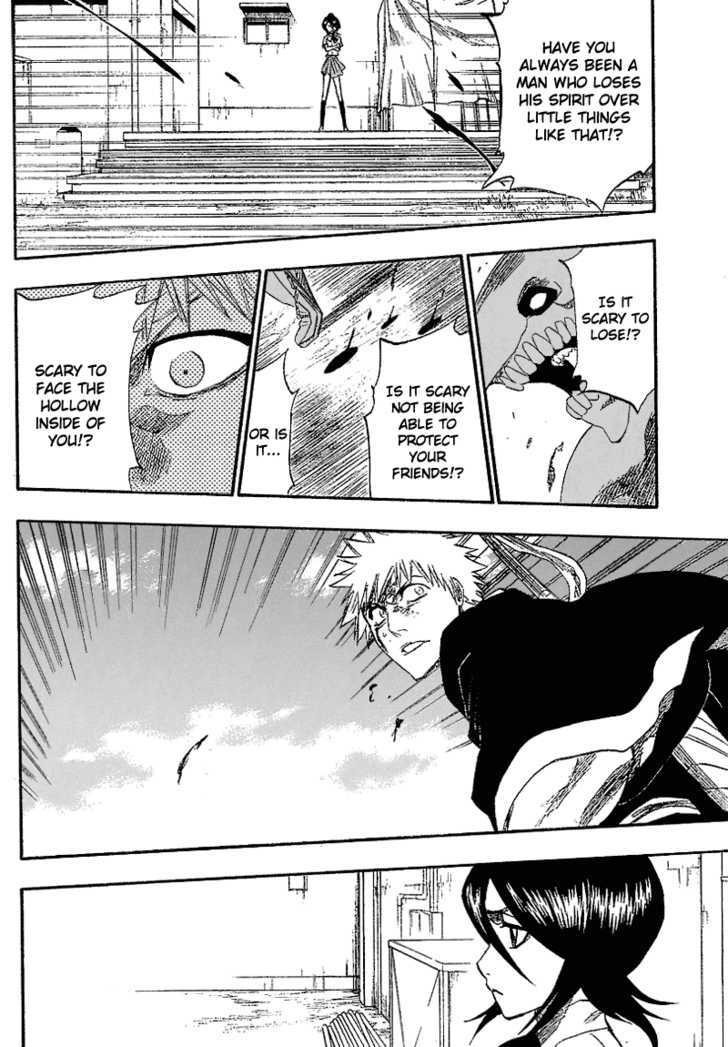 HAVE YOU
ALWAYS BEEN A
MAN WHO LOSES
HIS SPIRIT OVER
LITTLE THINGS
LIKE THAT!?
IS IT
SCARY TO
LOSE!?
IS IT SCARY
NOT BEING
ABLE TO
PROTECT
YOUR
FRIENDS!?
OR IS
IT...
SCARY TO
FACE THE
HOLLOW
INSIDE OF
YOU!?